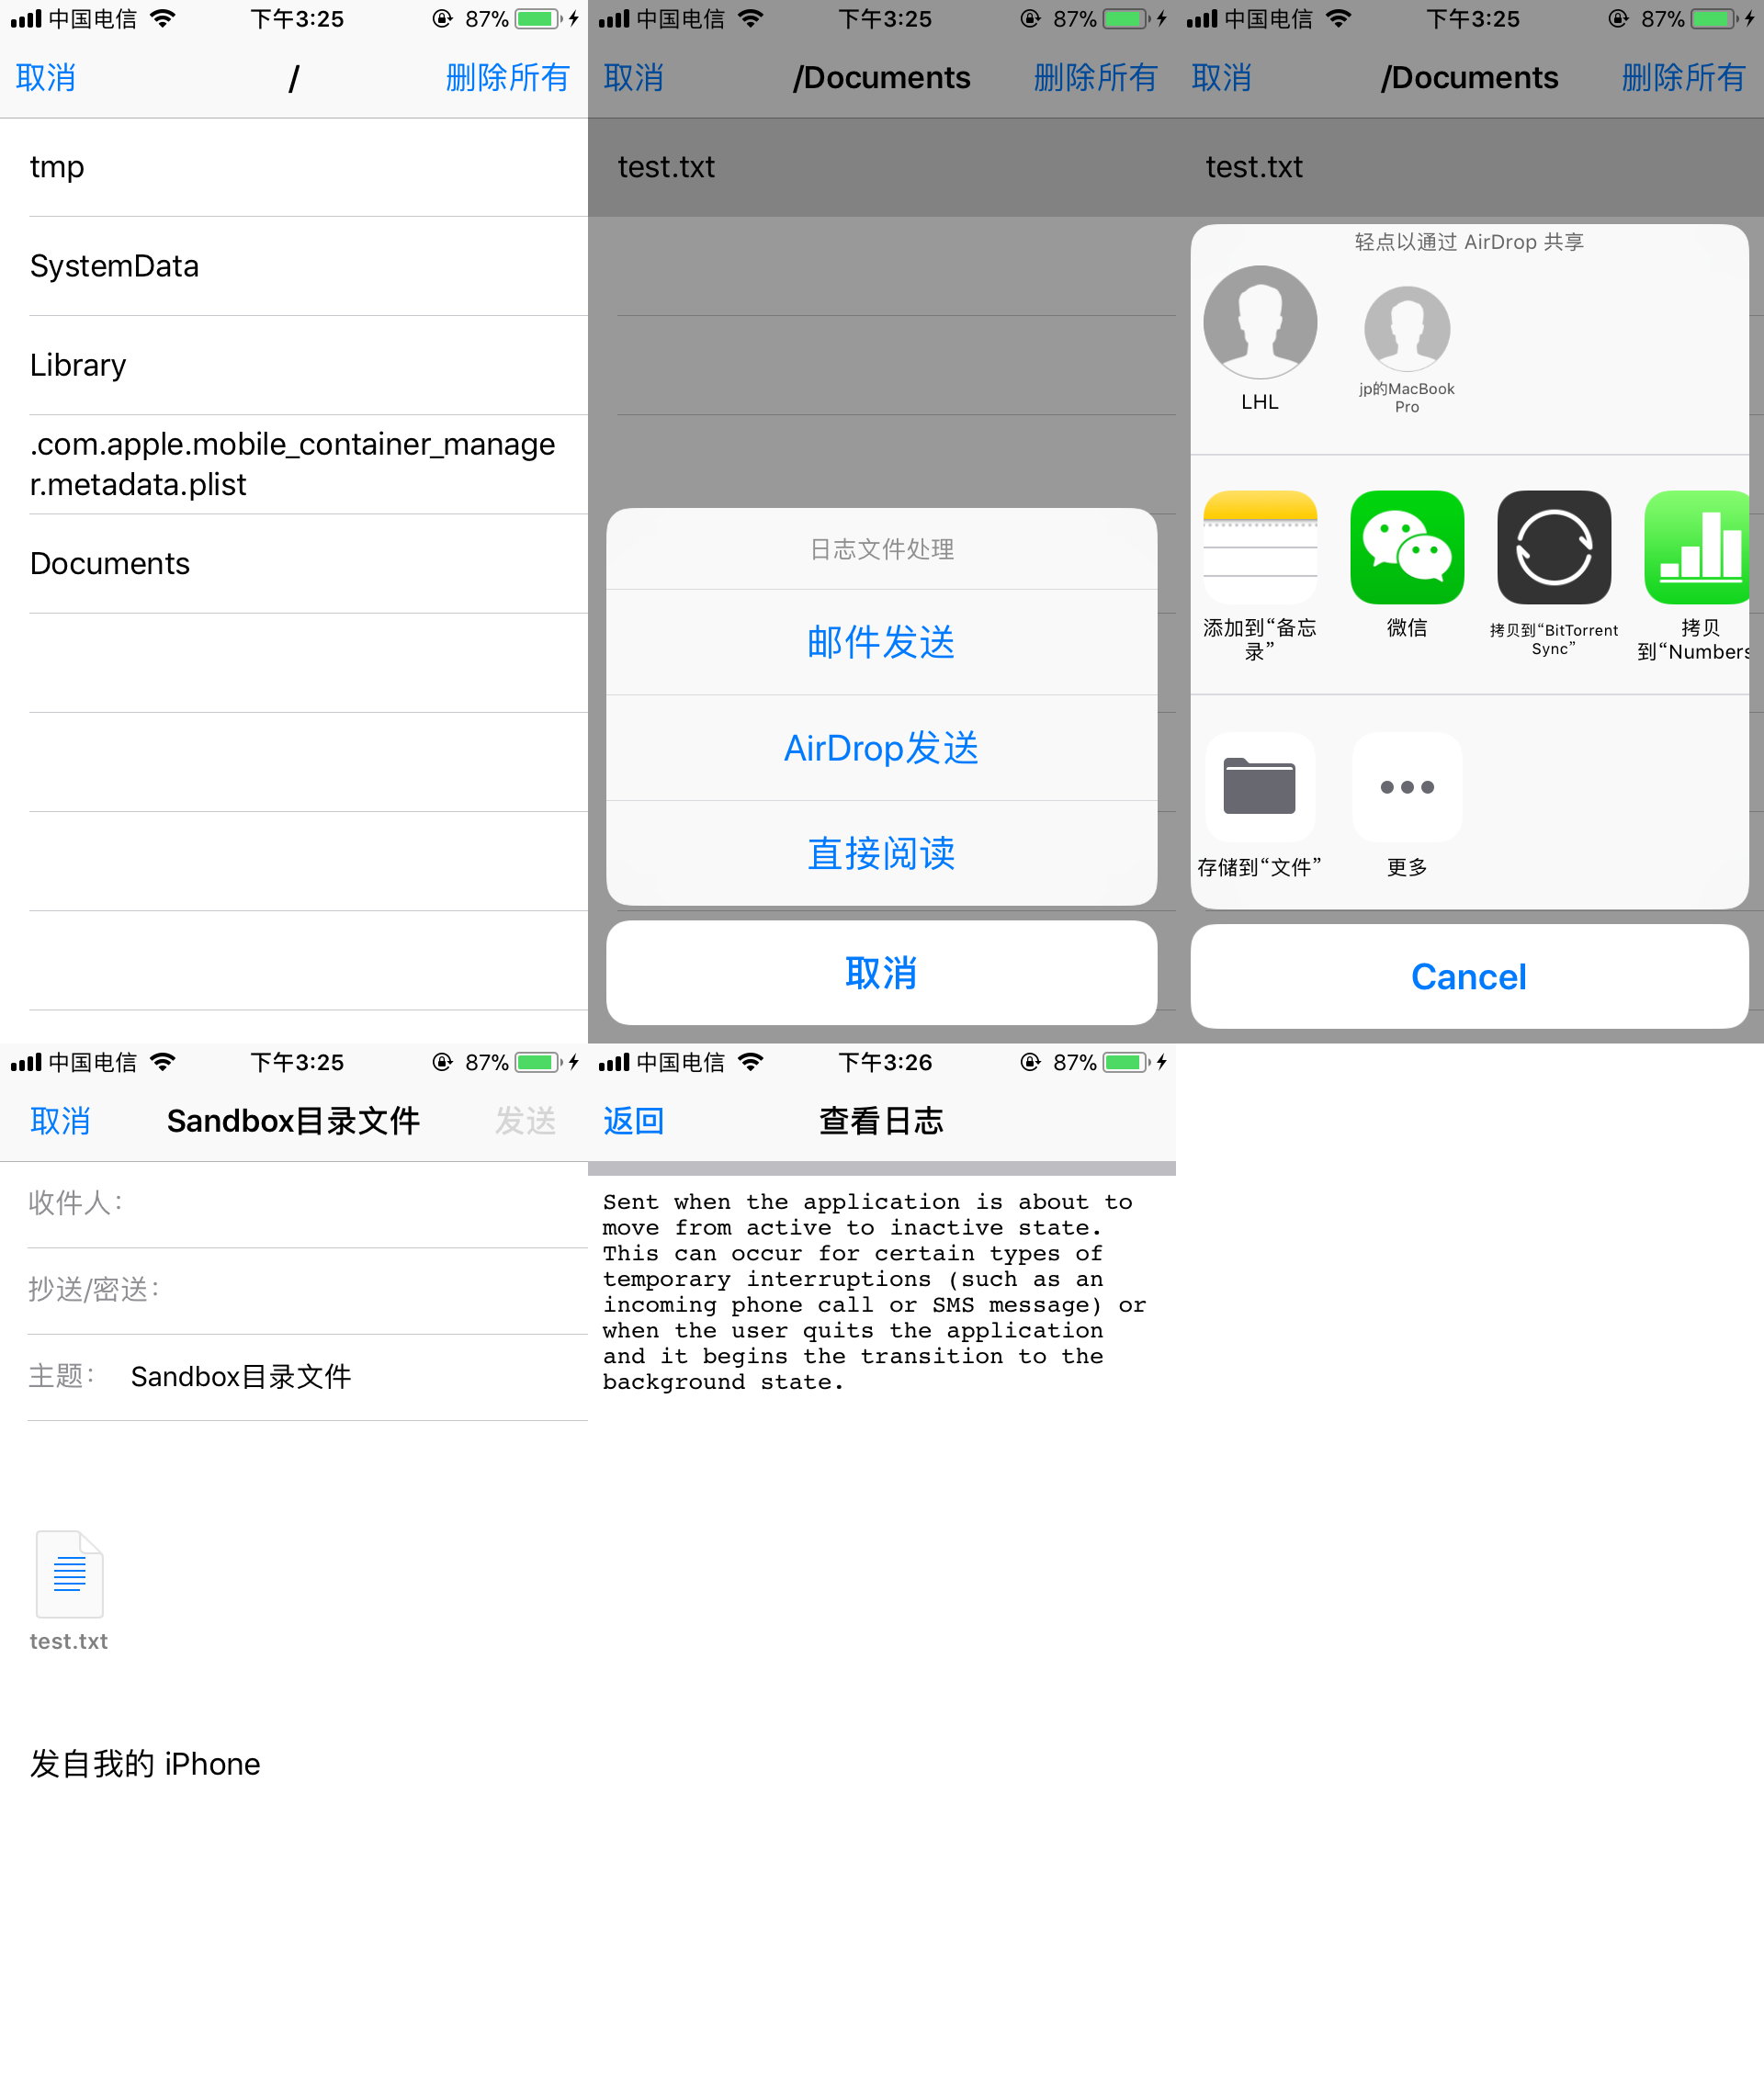 中国电信 下午3:25 87%
取消 / 删除所有
tmp
SystemData
Library
.com.apple.mobile_container_manage
r.metadata.plist
Documents
中国电信 下午3:25 87%
取消 /Documents 删除所有
test.txt
日志文件处理
邮件发送
AirDrop发送
直接阅读
取消
中国电信 下午3:25 87%
取消 /Documents 删除所有
test.txt
轻点以通过 AirDrop 共享
LHL
jp的MacBook
Pro
添加到“备忘
录”
微信
拷贝到“BitTorrent
Sync”
拷贝
到“Numbers
存储到“文件”
更多
Cancel
中国电信 下午3:25 87%
取消 Sandbox目录文件 发送
收件人:
抄送/密送:
主题: Sandbox目录文件
test.txt
发自我的 iPhone
中国电信 下午3:26 87%
返回 查看日志
Sent when the application is about to
move from active to inactive state.
This can occur for certain types of
temporary interruptions (such as an
incoming phone call or SMS message) or
when the user quits the application
and it begins the transition to the
background state.